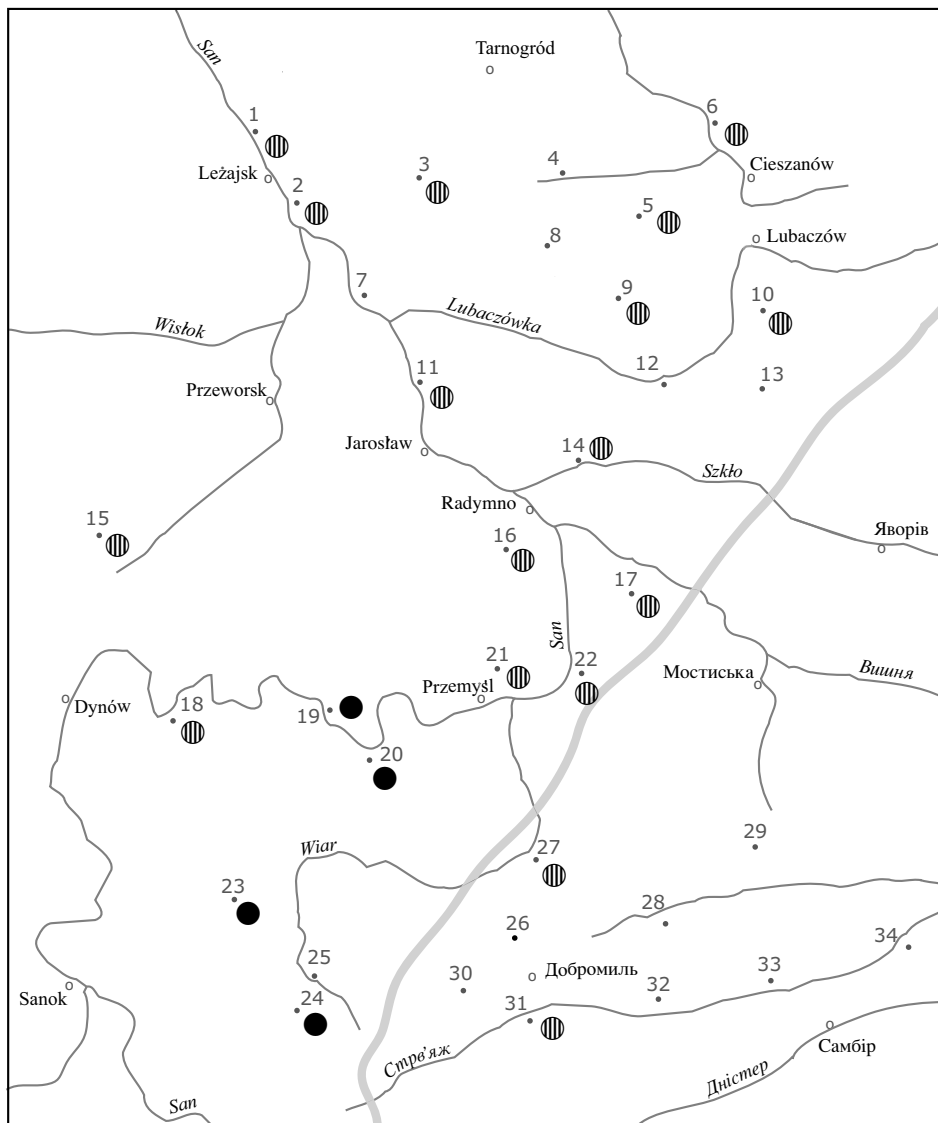 San
Tarnogród
1
6
3
4
Leżajsk
Cieszanów
2
5
8
Lubaczów
7
9
10
Lubaczówka
Wisłok
11
12
13
Przeworsk
Jarosław
14
Szkło
Radymno
15
16
Яворів
17
San
21
22
Мостиська
Вишня
Przemyśl
Dynów
18
19
20
Wiar
27
29
23
28
26
34
25
30
Добромиль
33
Sanok
24
31
32
Стрв’яж
Самбір
Дністер
San